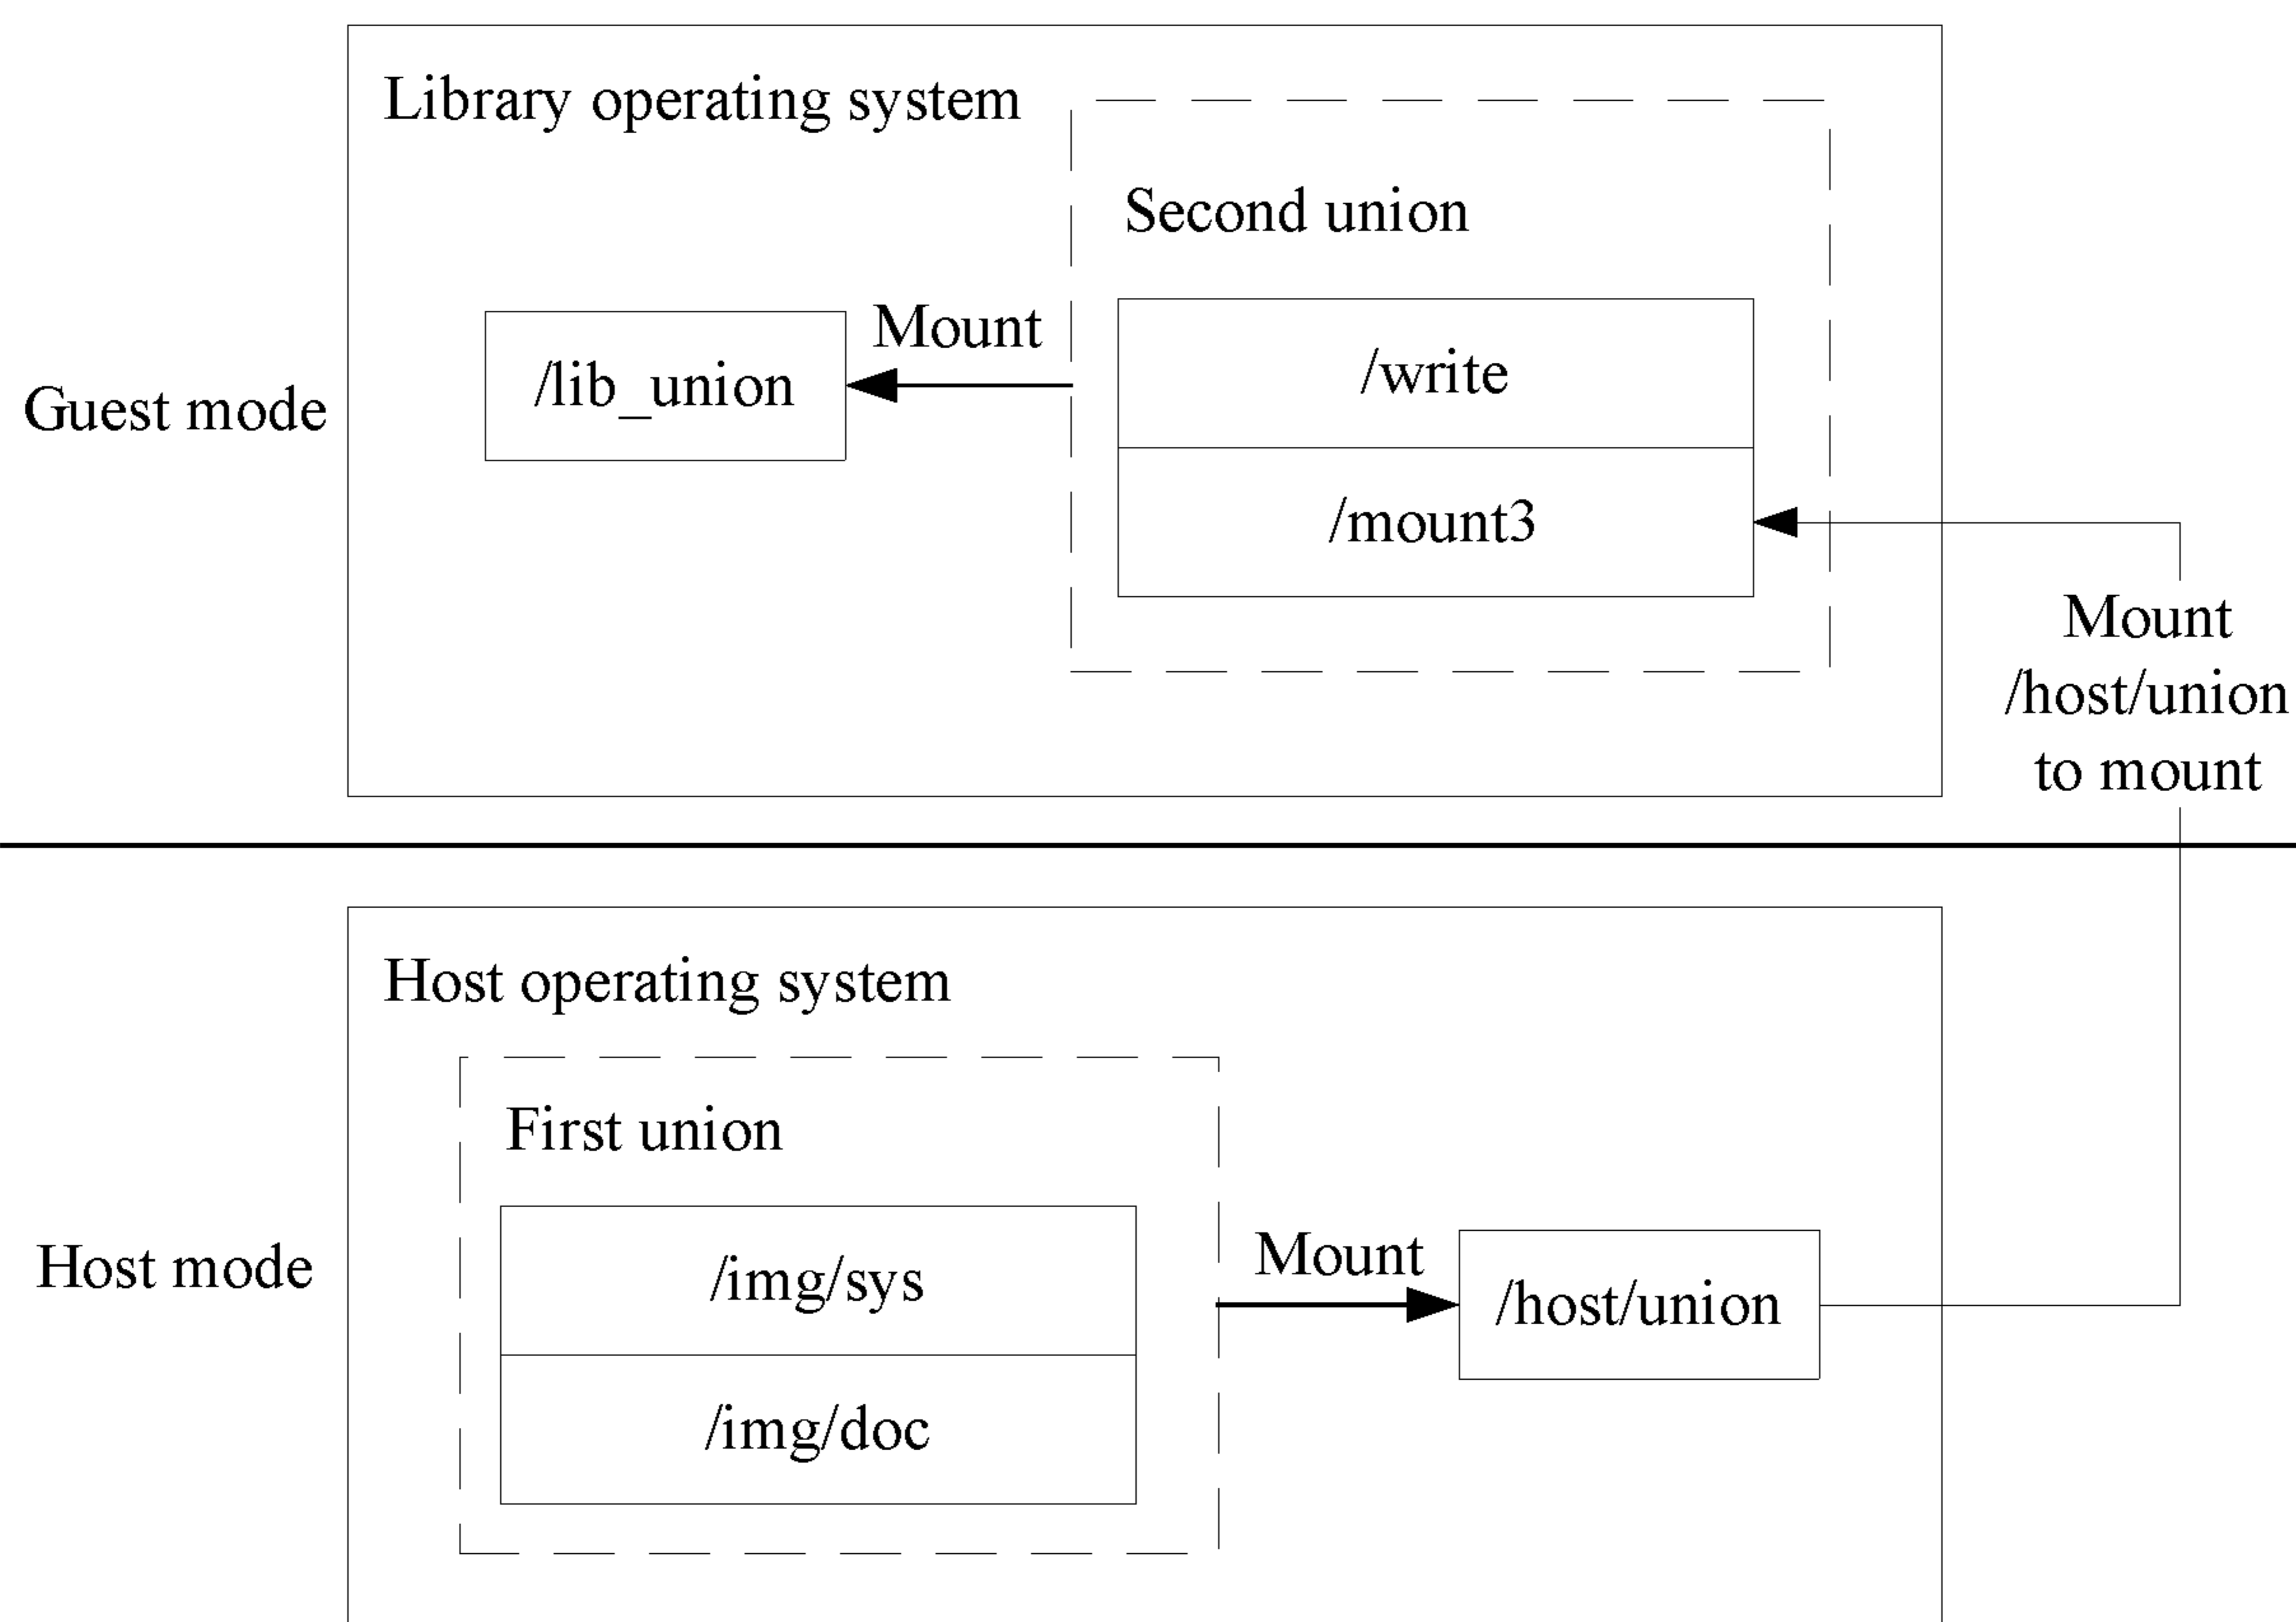 Library operating system
Second union
Mount
/lib_union
/write
Guest mode
/mount3
Mount
/host/union
to mount
Host operating system
First union
Host mode
/img/sys
Mount
/host/union
/img/doc